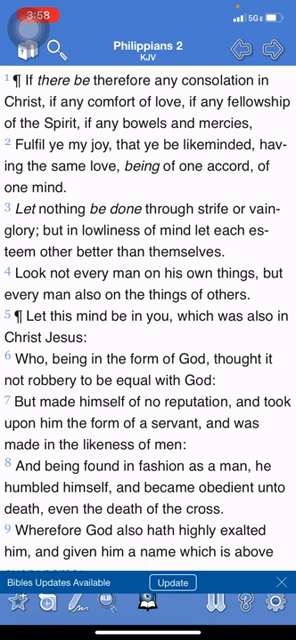 3:58
5G E
Philippians 2
KJV
1 ¶ If there be therefore any consolation in
Christ, if any comfort of love, if any fellowship
of the Spirit, if any bowels and mercies,
2 Fulfil ye my joy, that ye be likeminded, hav-
ing the same love, being of one accord, of
one mind.
3 Let nothing be done through strife or vain-
glory; but in lowliness of mind let each es-
teem other better than themselves.
4 Look not every man on his own things, but
every man also on the things of others.
5 ¶ Let this mind be in you, which was also in
Christ Jesus:
6 Who, being in the form of God, thought it
not robbery to be equal with God:
7 But made himself of no reputation, and took
upon him the form of a servant, and was
made in the likeness of men:
8 And being found in fashion as a man, he
humbled himself, and became obedient unto
death, even the death of the cross.
9 Wherefore God also hath highly exalted
him, and given him a name which is above
Bibles Updates Available
Update